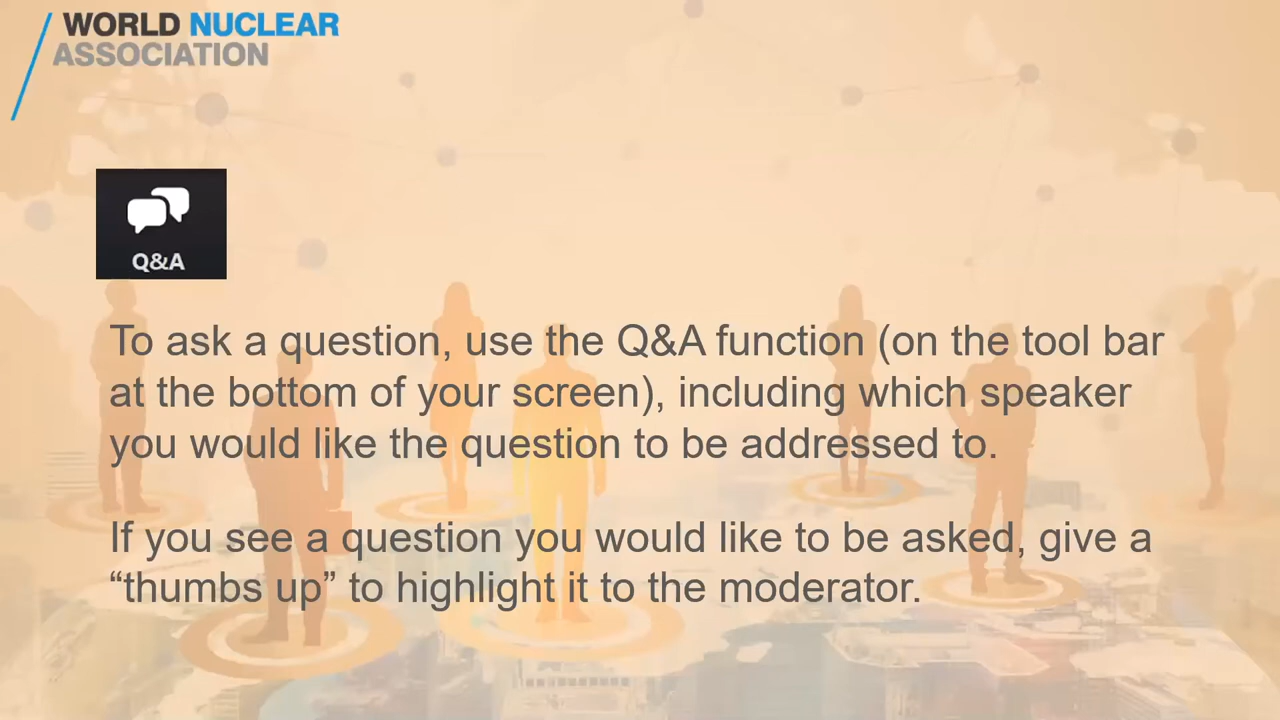 WORLD NUCLEAR
ASSOCIATION
Q&A
To ask a question, use the Q&A function (on the tool bar
at the bottom of your screen), including which speaker
you would like the question to be addressed to.
If you see a question you would like to be asked, give a
“thumbs up” to highlight it to the moderator.